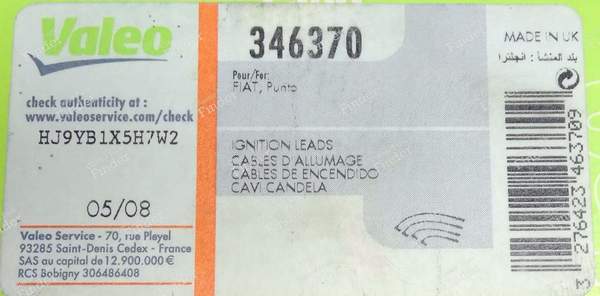 Valeo
check authenticity at :
www.valeoservice.com/check
HJ9YB1X5H7W2
05/08
Valeo Service - 70, rue Pleyel
93285 Saint-Denis Cedex - France
SAS au capital de 12.900.000 €
RCS Bobigny 306486408
346370
Pour/For:
FIAT, Punto
IGNITION LEADS
CABLES D'ALLUMAGE
CABLES DE ENCENDIDO
CAVI CANDELA
MADE IN UK
بلد المنشأ : انجلترا
3 276423 463709